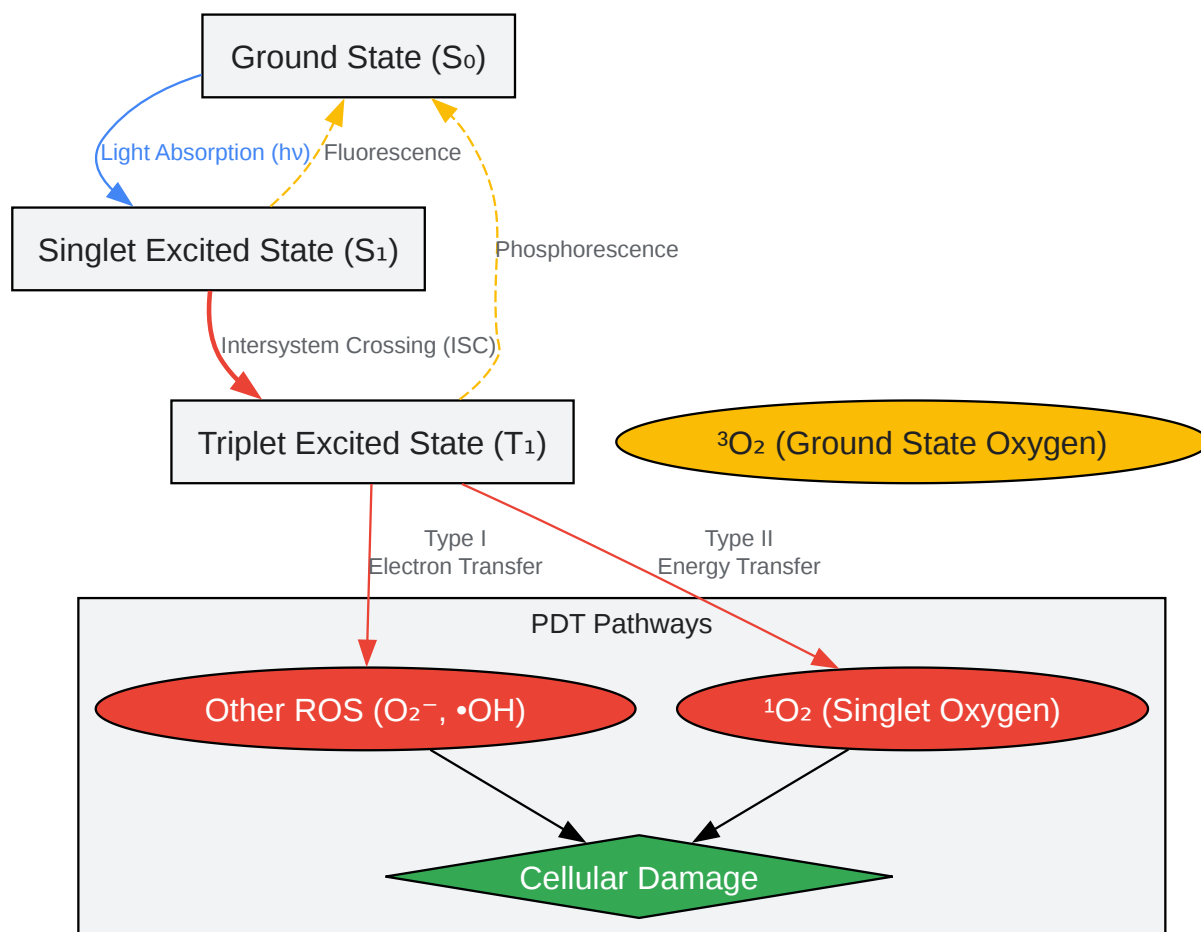 Ground State (S₀)
Light Absorption (hν)
Fluorescence
Singlet Excited State (S₁)
Phosphorescence
Intersystem Crossing (ISC)
Triplet Excited State (T₁)
³O₂ (Ground State Oxygen)
Type I
Electron Transfer
Type II
Energy Transfer
PDT Pathways
Other ROS (O₂⁻, •OH)
¹O₂ (Singlet Oxygen)
Cellular Damage